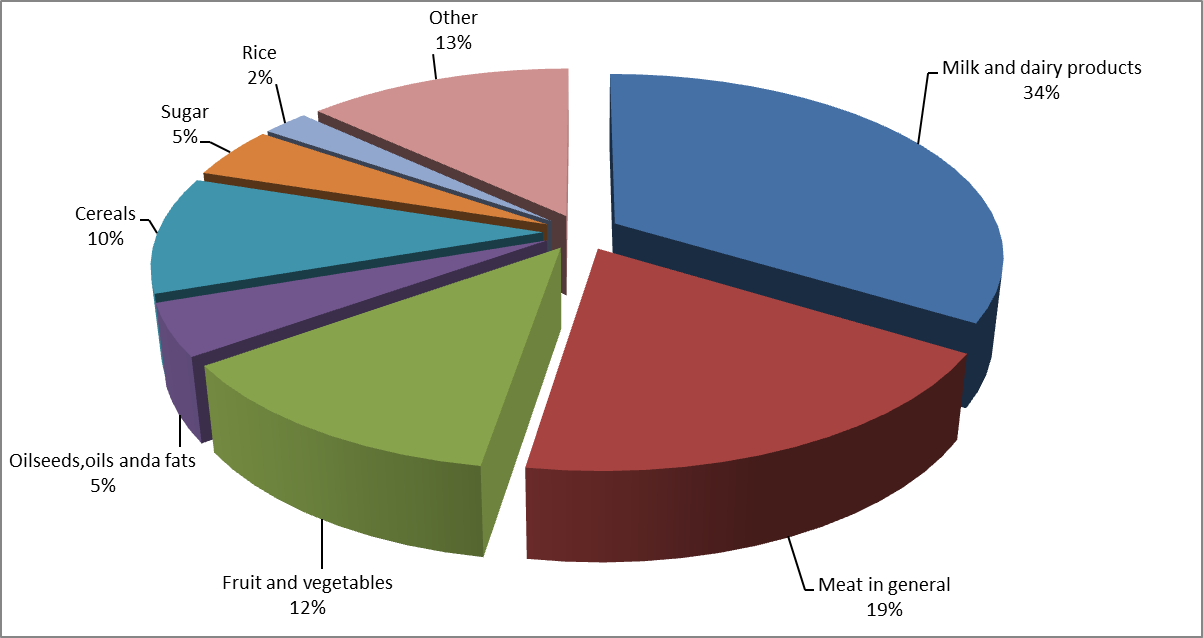 Other
13%
Rice
2%
Milk and dairy products
34%
Sugar
5%
Cereals
10%
Oilseeds,oils anda fats
5%
Fruit and vegetables
12%
Meat in general
19%